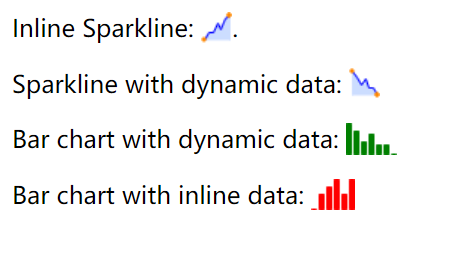 Inline Sparkline: .
Sparkline with dynamic data:
Bar chart with dynamic data:
Bar chart with inline data: